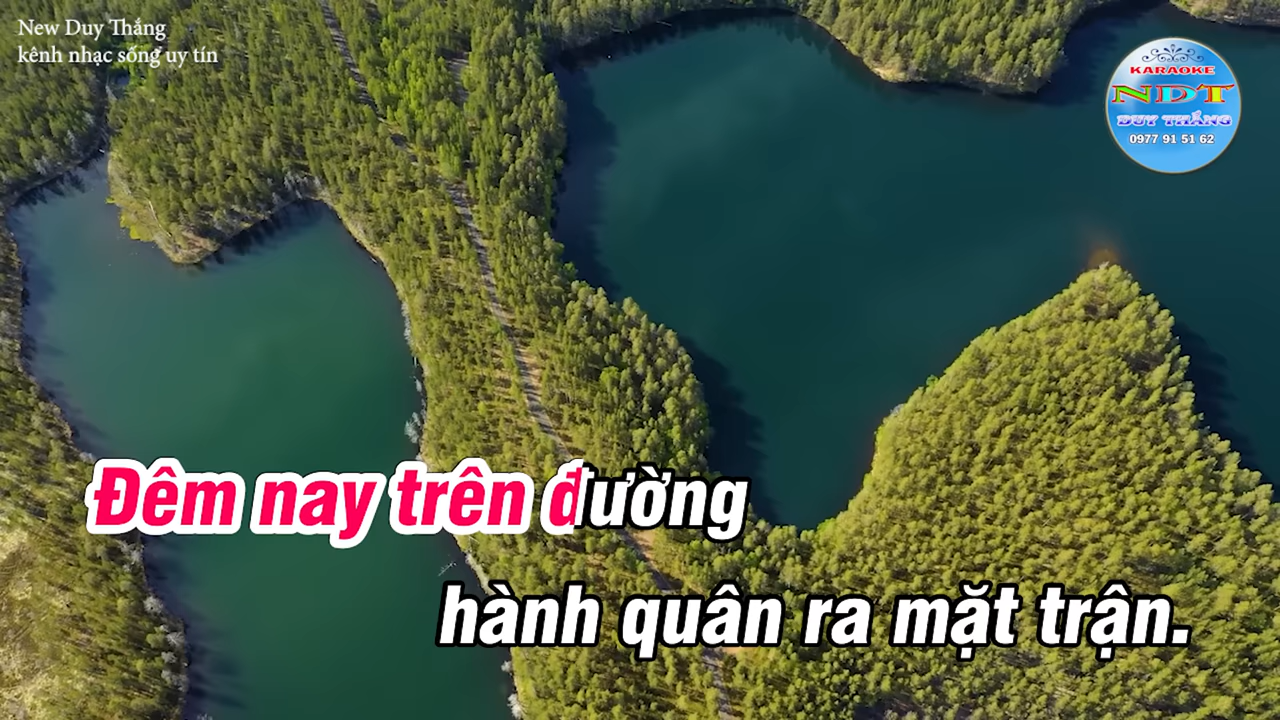 New Duy Thắng
kênh nhạc sống uy tín
KARAOKE
NDT
DUY THẮNG
0977 91 51 62
Đêm nay trên đường
hành quân ra mặt trận.